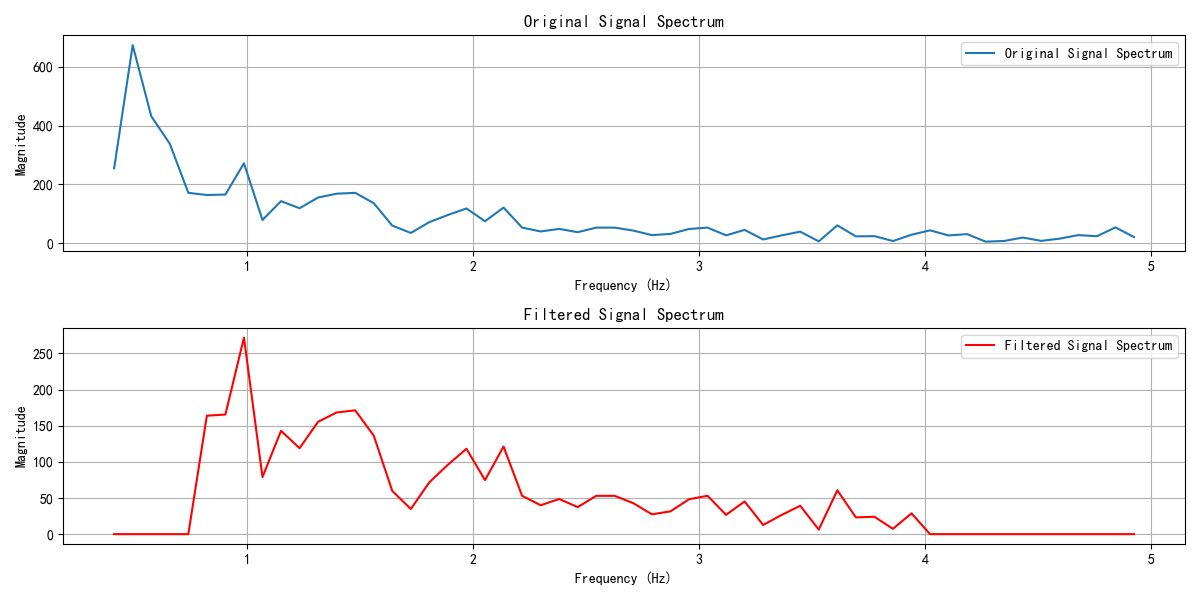 Original Signal Spectrum
Original Signal Spectrum
Magnitude
600
400
200
0
1 2 3 4 5
Frequency (Hz)
Filtered Signal Spectrum
Filtered Signal Spectrum
Magnitude
250
200
150
100
50
0
1 2 3 4 5
Frequency (Hz)